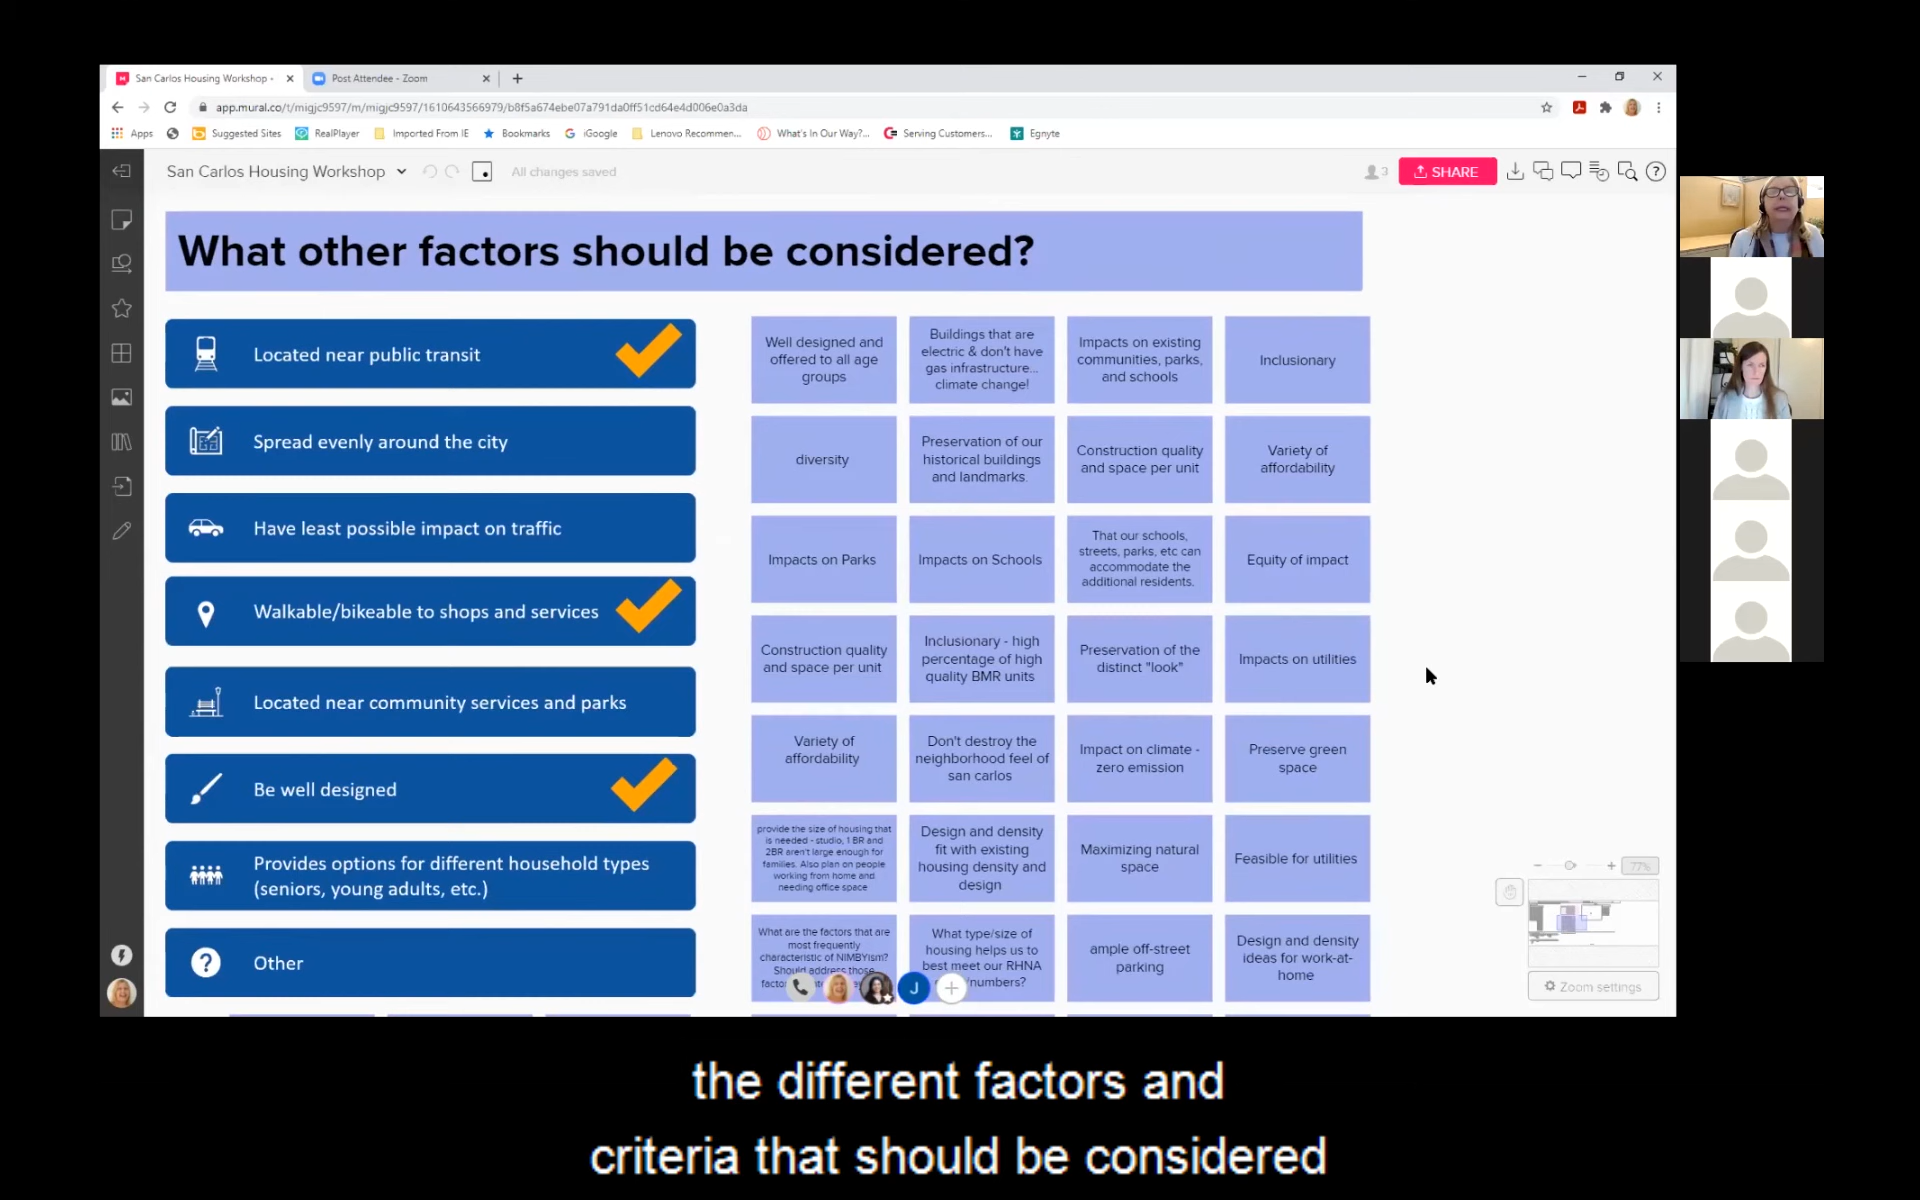 San Carlos Housing Workshop -
Post Attendee - Zoom
app.mural.co/t/migjc9597/m/migjc9597/1610643566979/b8f5a674ebe07a791da0ff51cd64e4d006e0a3da
Apps
Suggested Sites
RealPlayer
Imported From IE
Bookmarks
iGoogle
Lenovo Recommen...
What's In Our Way?...
Serving Customers...
Egnyte
San Carlos Housing Workshop
All changes saved
3
SHARE
What other factors should be considered?
Located near public transit
Spread evenly around the city
Have least possible impact on traffic
Walkable/bikeable to shops and services
Located near community services and parks
Be well designed
Provides options for different household types
(seniors, young adults, etc.)
Other
Well designed and
offered to all age
groups
Buildings that are
electric & don't have
gas infrastructure...
climate change!
Impacts on existing
communities, parks,
and schools
Inclusionary
diversity
Preservation of our
historical buildings
and landmarks.
Construction quality
and space per unit
Variety of
affordability
Impacts on Parks
Impacts on Schools
That our schools,
streets, parks, etc can
accommodate the
additional residents.
Equity of impact
Construction quality
and space per unit
Inclusionary - high
percentage of high
quality BMR units
Preservation of the
distinct "look"
Impacts on utilities
Variety of
affordability
Don't destroy the
neighborhood feel of
san carlos
Impact on climate -
zero emission
Preserve green
space
provide the size of housing that
is needed - studio, 1 BR and
2BR aren't large enough for
families. Also plan on people
working from home and
needing office space
Design and density
fit with existing
housing density and
design
Maximizing natural
space
Feasible for utilities
What are the factors that are
most frequently
characteristic of NIMBYism?
Should address those
What type/size of
housing helps us to
best meet our RHNA
/numbers?
ample off-street
parking
Design and density
ideas for work-at-
home
J
77%
Zoom settings
the different factors and
criteria that should be considered